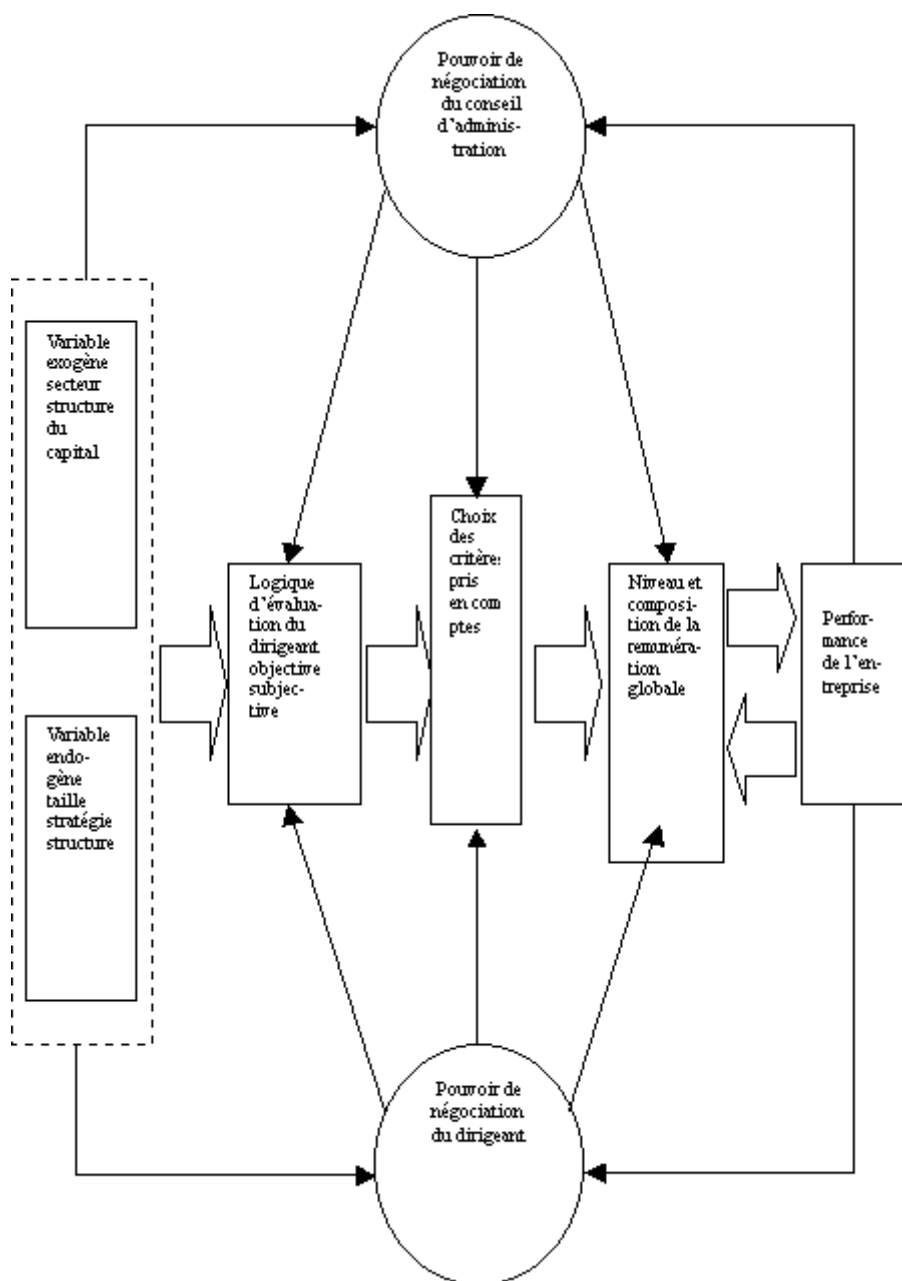 Pouvoir de
négociation
du conseil
d'adminis-
tration
Variable
exogène
secteur
structure
du
capital
Variable
endo-
gène
taille
stratégie
structure
Logique
d'évalua-
tion du
dirigeant
objective
subjec-
tive
Choix
des
critère:
pris
en com
ptes
Niveau et
composi-
tion de la
remunéra-
tion
globale
Perfor-
mance
de l'en-
treprise
Pouvoir de
négociation
du dirigeant